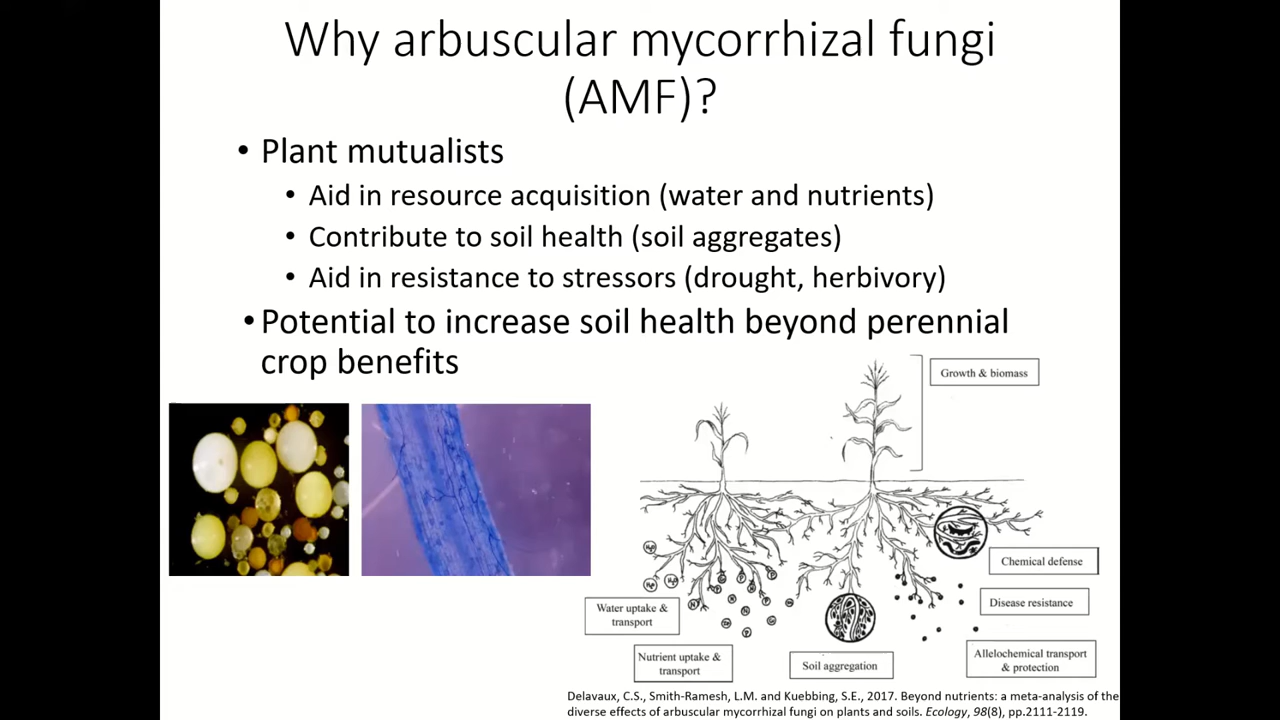 Why arbuscular mycorrhizal fungi
(AMF)?
• Plant mutualists
• Aid in resource acquisition (water and nutrients)
• Contribute to soil health (soil aggregates)
• Aid in resistance to stressors (drought, herbivory)
• Potential to increase soil health beyond perennial
crop benefits
Growth & biomass
Chemical defense
Disease resistance
Water uptake &
transport
Nutrient uptake &
transport
Soil aggregation
Allelochemical transport
& protection
Delavaux, C.S., Smith-Ramesh, L.M. and Kuebbing, S.E., 2017. Beyond nutrients: a meta-analysis of the
diverse effects of arbuscular mycorrhizal fungi on plants and soils. Ecology, 98(8), pp.2111-2119.